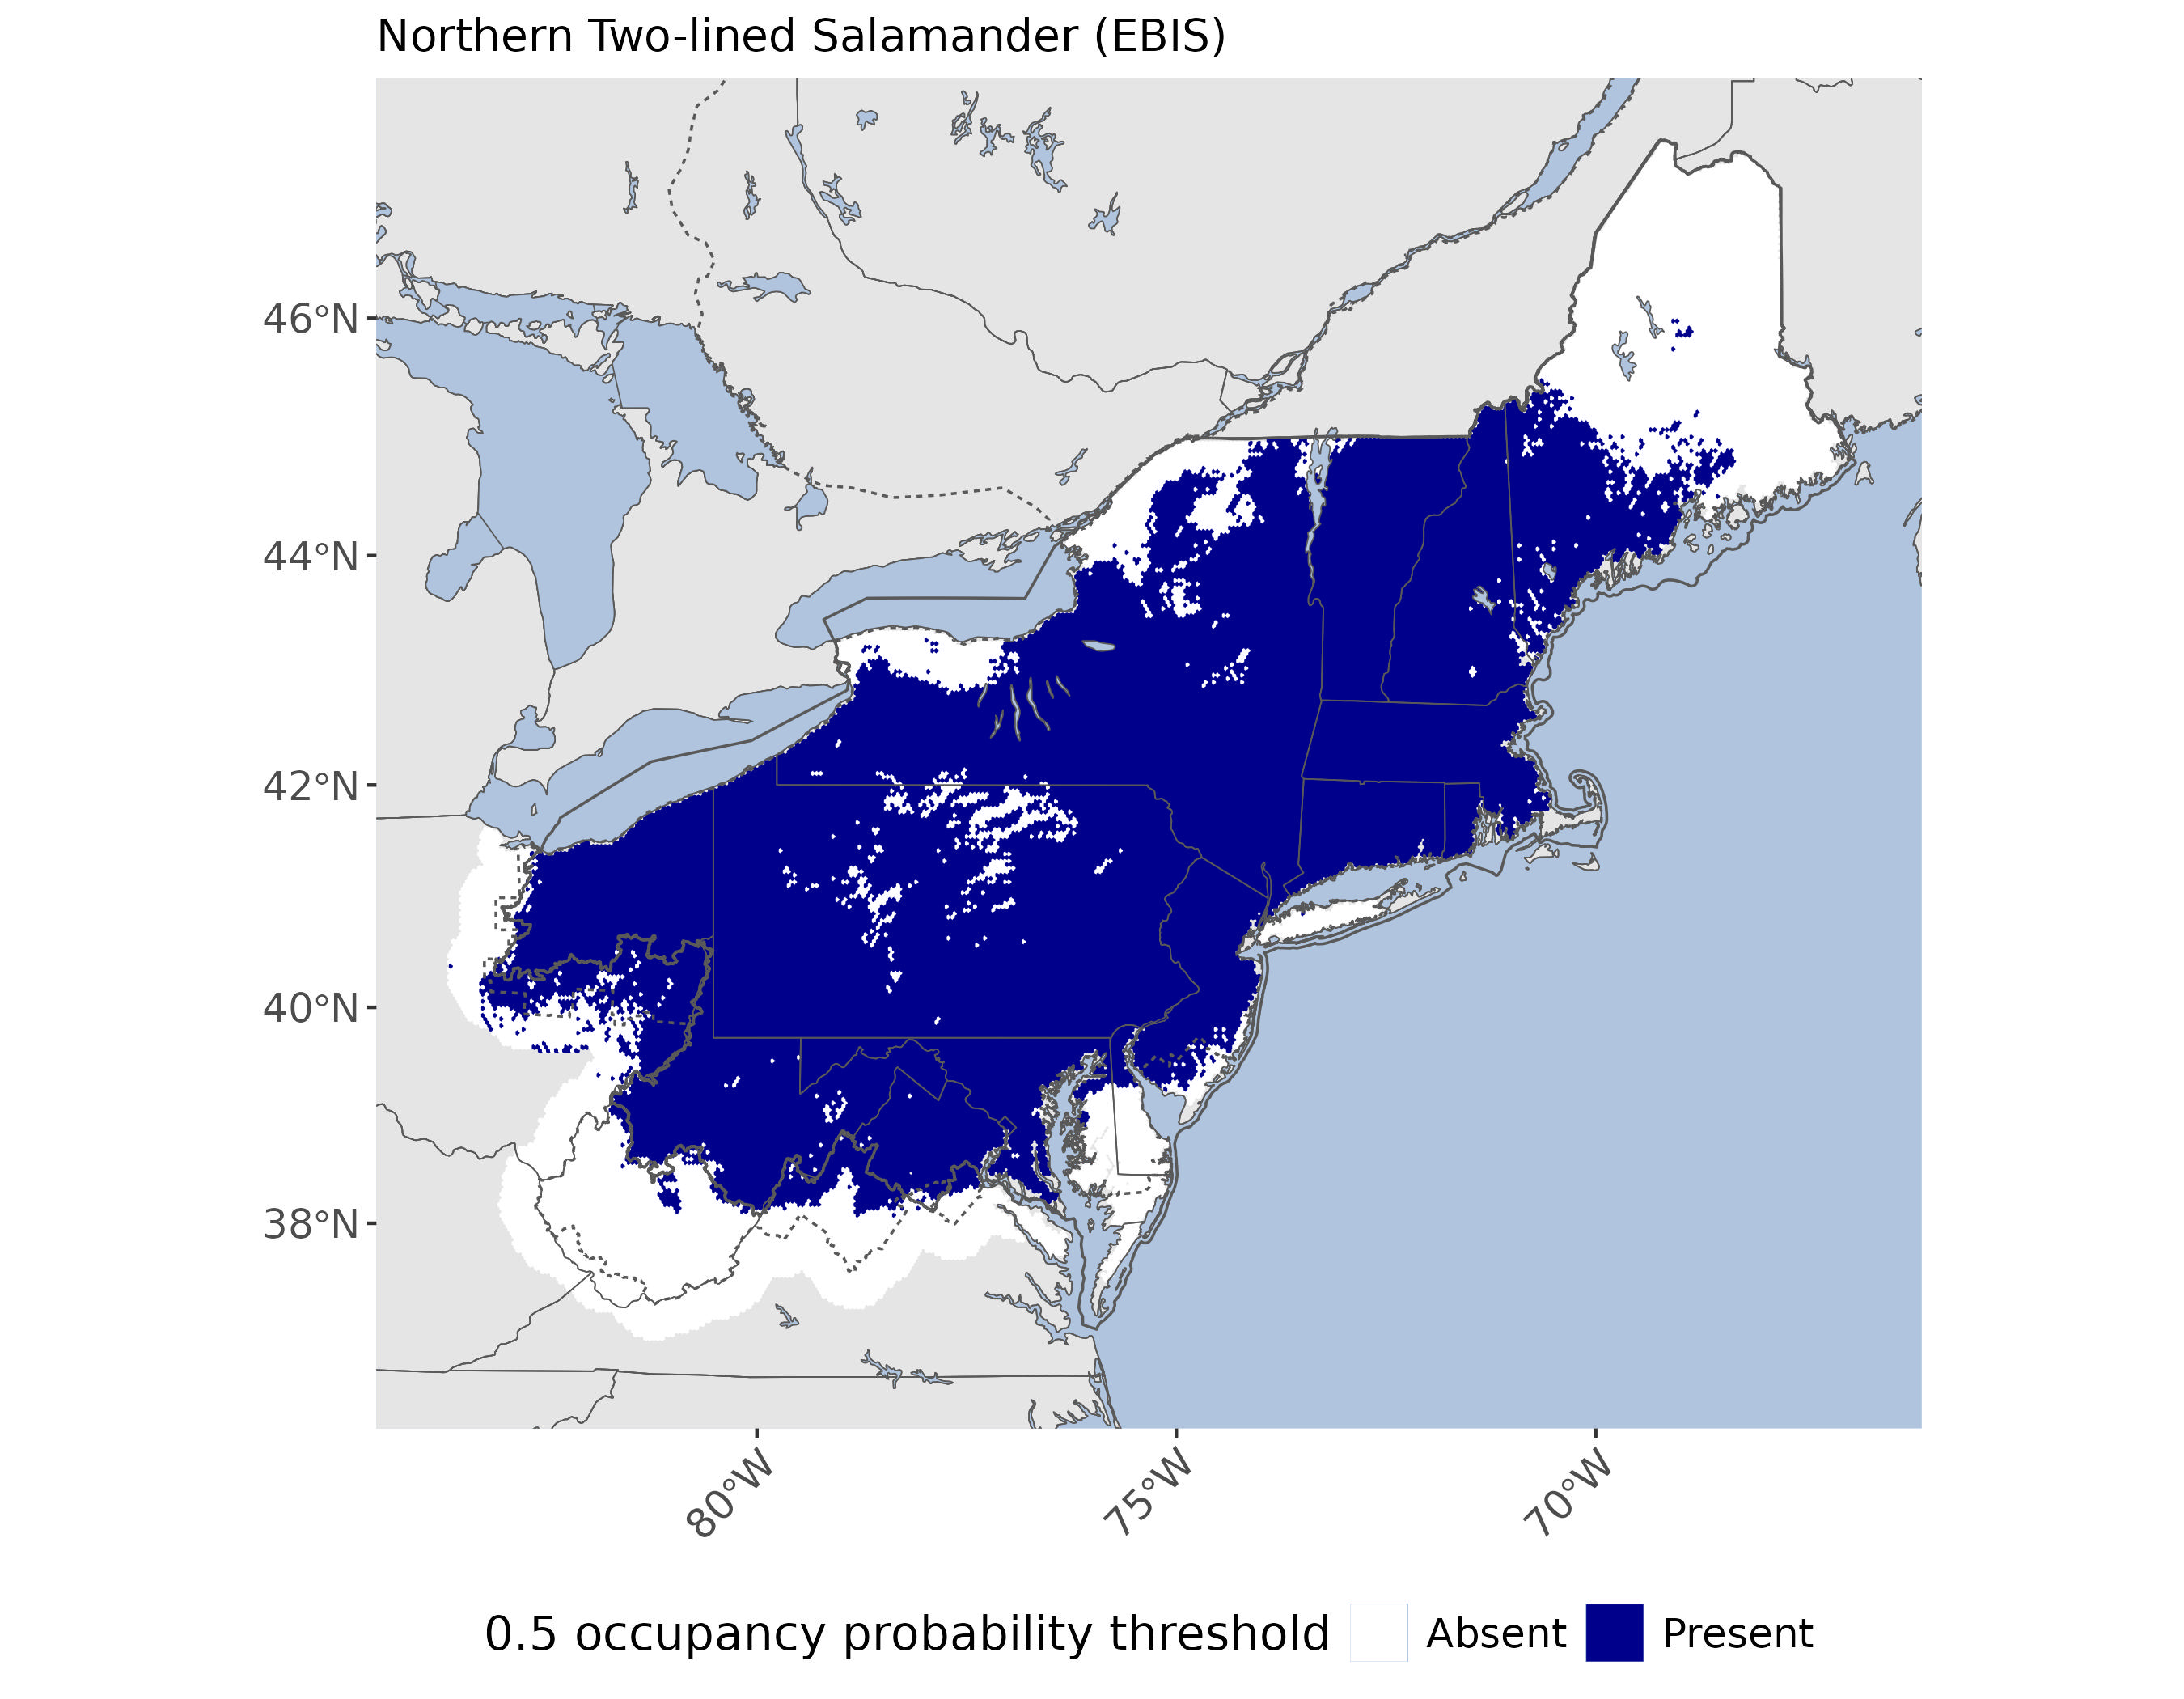 Northern Two-lined Salamander (EBIS)
46°N
44°N
42°N
40°N
38°N
80°W
75°W
70°W
0.5 occupancy probability threshold
Absent
Present